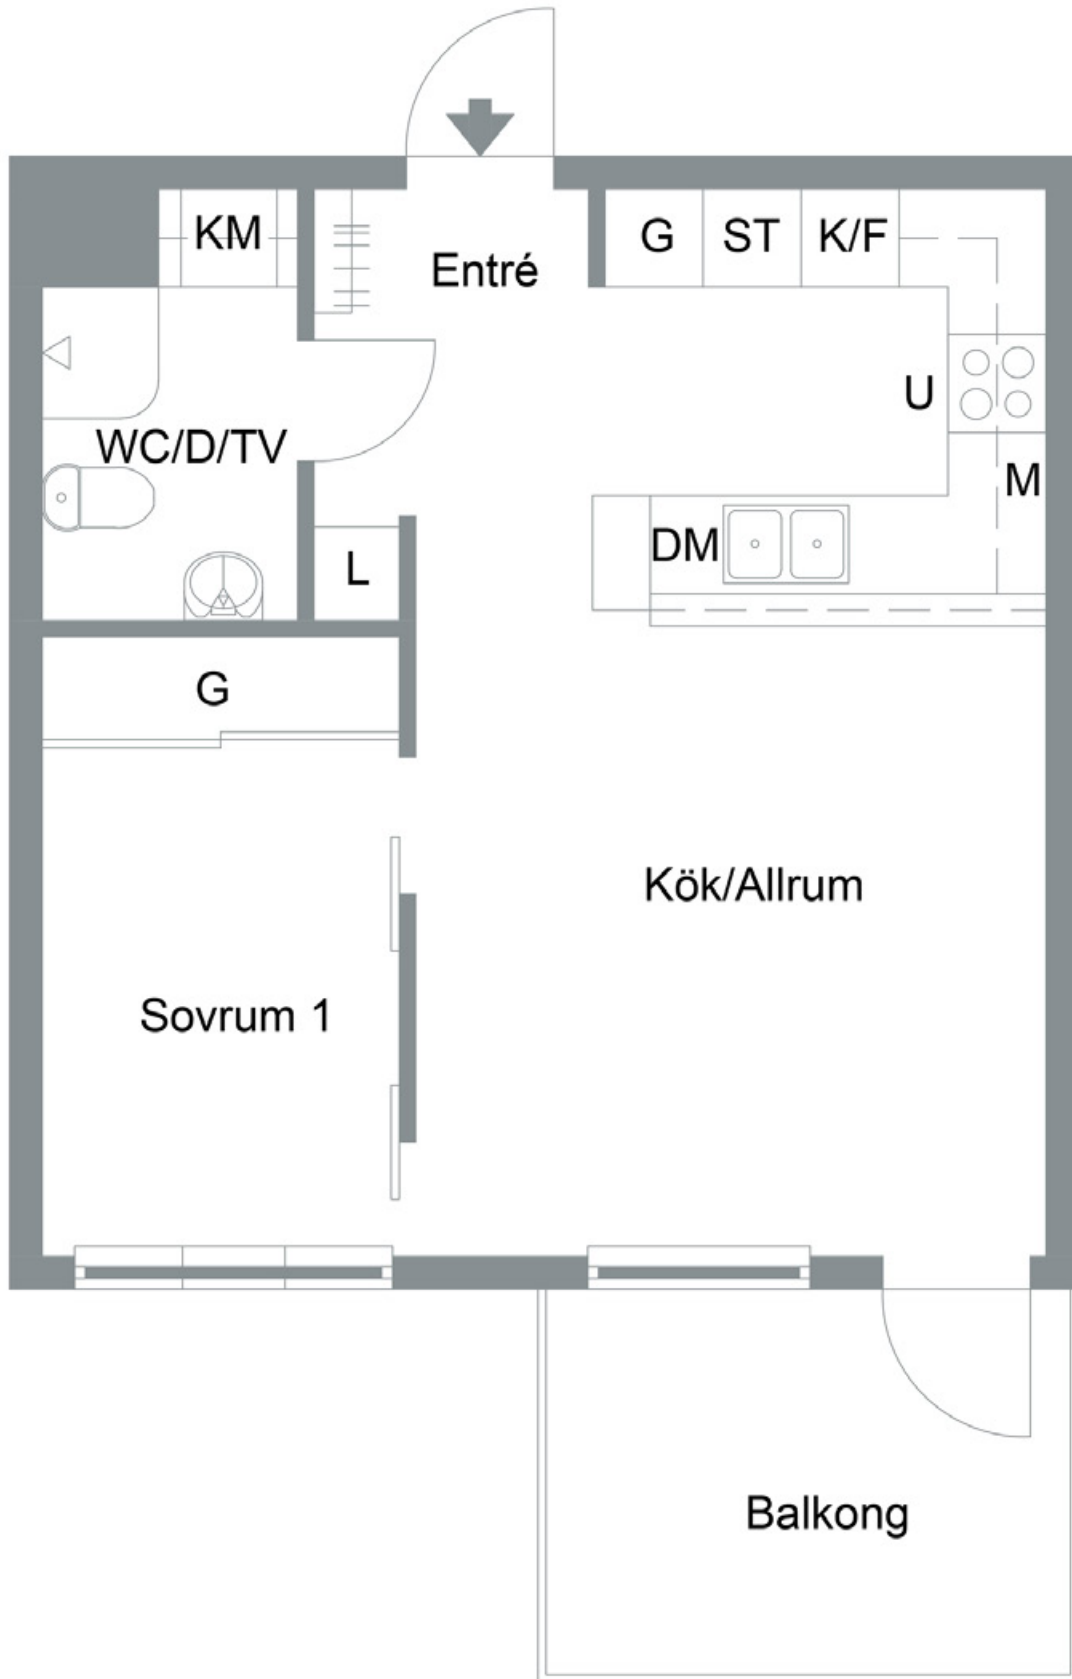 KM
Entré
G
ST
K/F
U
WC/D/TV
M
DM
L
G
Kök/Allrum
Sovrum 1
Balkong